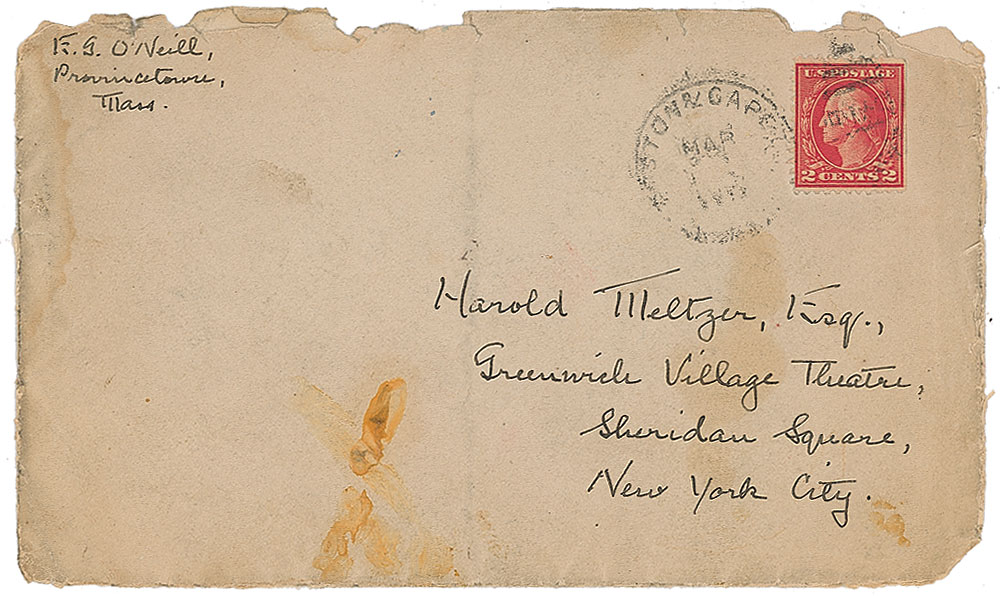 E. G. O'Neill,
Provincetown,
Mass.
STON & CAPE
MAR
U.S. POSTAGE
2 CENTS 2
Harold Meltzer, Esq.,
Greenwich Village Theatre,
Sheridan Square,
New York City.